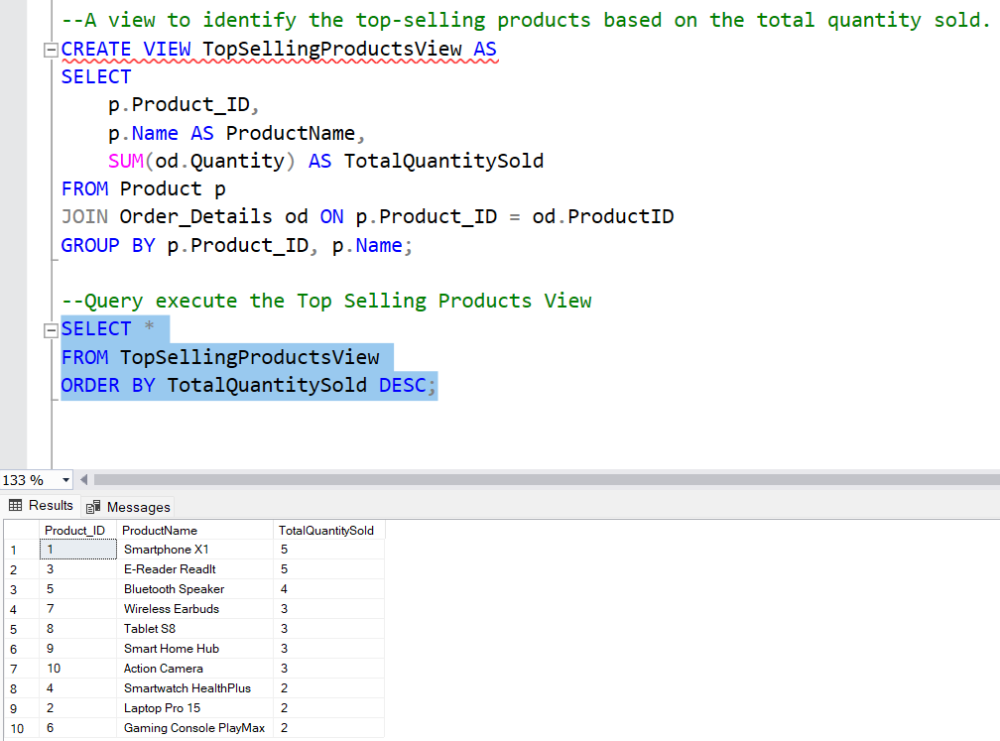 --A view to identify the top-selling products based on the total quantity sold.
CREATE VIEW TopSellingProductsView AS
SELECT
    p.Product_ID,
    p.Name AS ProductName,
    SUM(od.Quantity) AS TotalQuantitySold
FROM Product p
JOIN Order_Details od ON p.Product_ID = od.ProductID
GROUP BY p.Product_ID, p.Name;
--Query execute the Top Selling Products View
SELECT *
FROM TopSellingProductsView
ORDER BY TotalQuantitySold DESC;
133 %
Results Messages
Product_ID ProductName TotalQuantitySold
1 1 Smartphone X1 5
2 3 E-Reader ReadIt 5
3 5 Bluetooth Speaker 4
4 7 Wireless Earbuds 3
5 8 Tablet S8 3
6 9 Smart Home Hub 3
7 10 Action Camera 3
8 4 Smartwatch HealthPlus 2
9 2 Laptop Pro 15 2
10 6 Gaming Console PlayMax 2